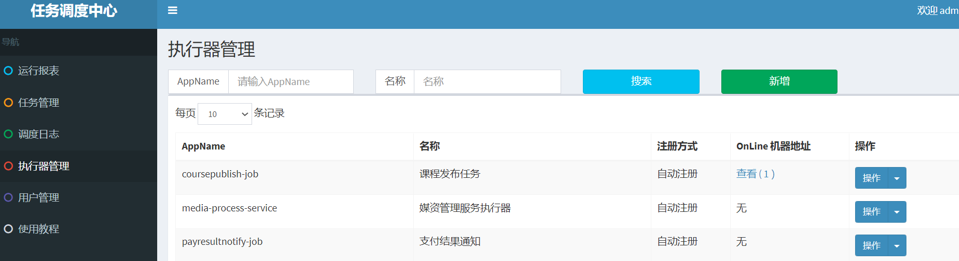 任务调度中心
欢迎 adm
导航
运行报表
任务管理
调度日志
执行器管理
用户管理
使用教程
执行器管理
AppName 请输入AppName 名称 名称 搜索 新增
每页 10 条记录
AppName 名称 注册方式 OnLine 机器地址 操作
coursepublish-job 课程发布任务 自动注册 查看 ( 1 ) 操作
media-process-service 媒资管理服务执行器 自动注册 无 操作
payresultnotify-job 支付结果通知 自动注册 无 操作